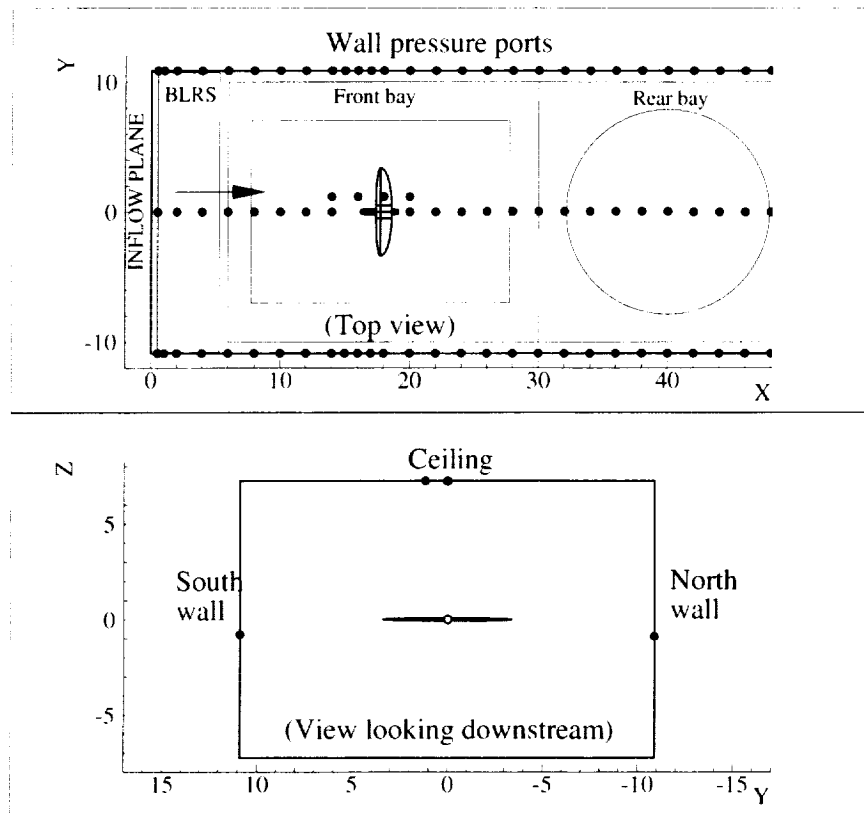 Wall pressure ports
Y
10
BLRS
Front bay
Rear bay
INFLOW PLANE
0
(Top view)
-10
0
10
20
30
40
X
Z
Ceiling
5
South
wall
North
wall
0
-5
(View looking downstream)
15
10
5
0
-5
-10
-15
Y